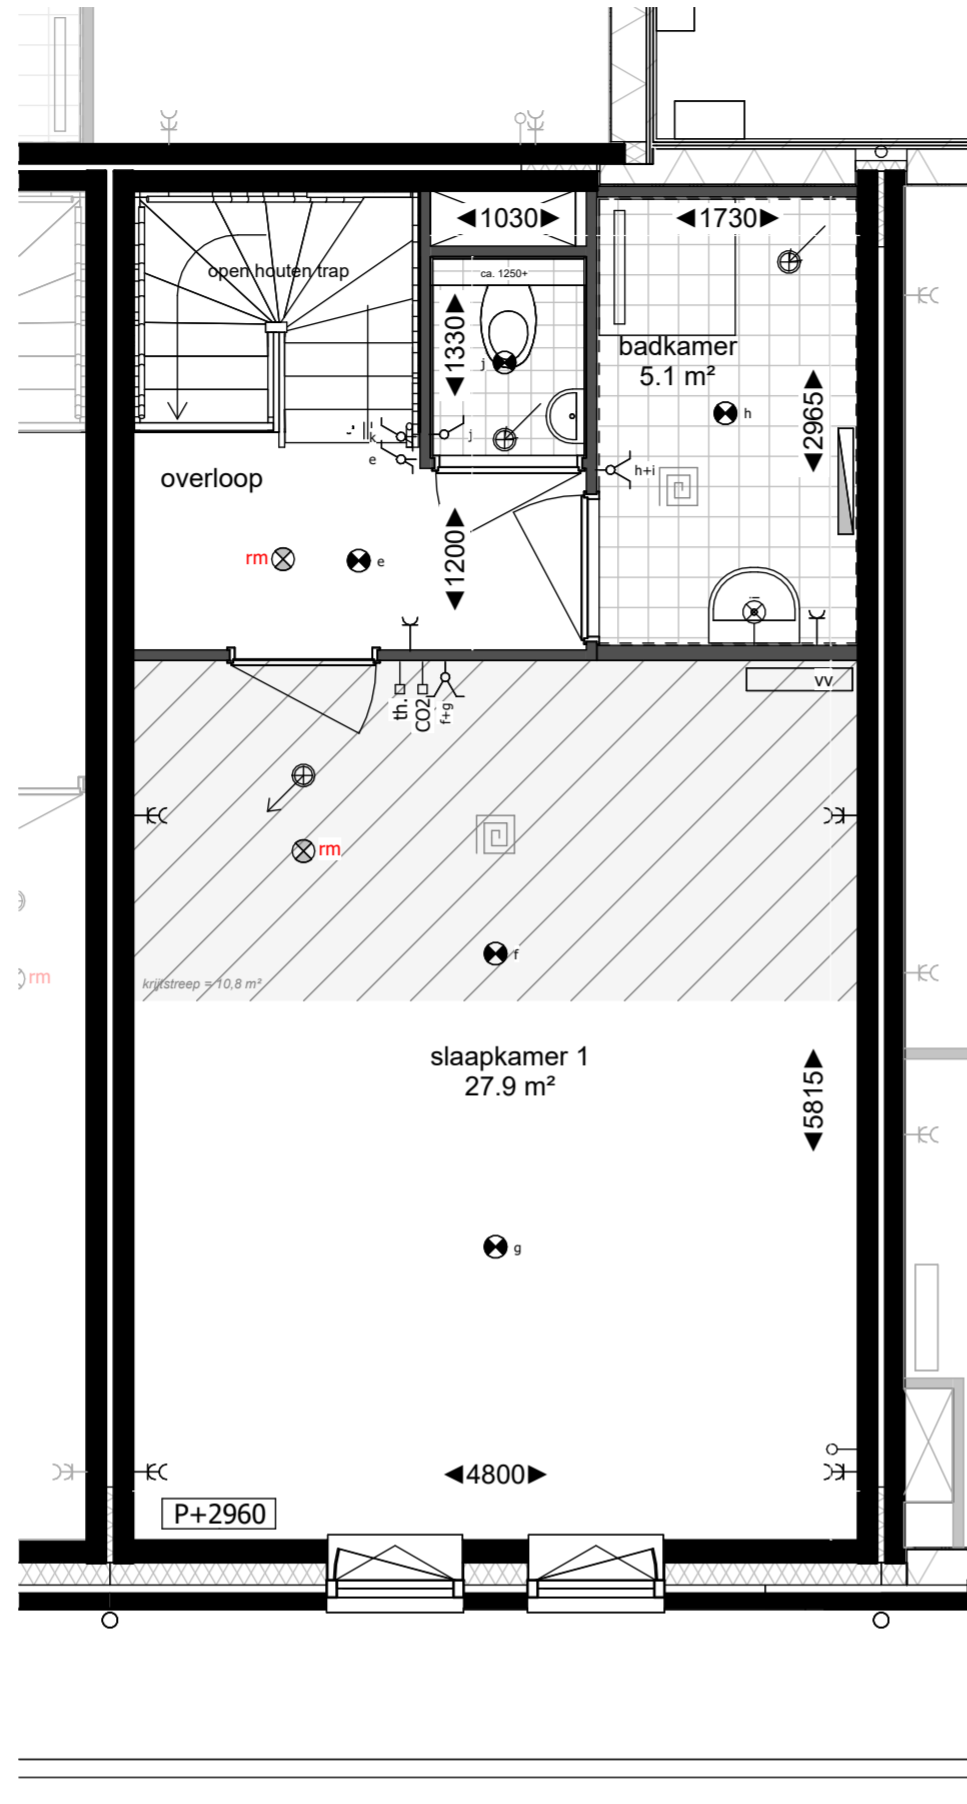 1030
1730
open houten trap
ca. 1250+
1330
j
badkamer
5.1 m²
h
2965
k
j
e
h+i
overloop
1200
rm
e
vv
th.
CO2
f+g
rm
f
rm
krijtstreep = 10,8 m²
slaapkamer 1
27.9 m²
5815
g
4800
P+2960